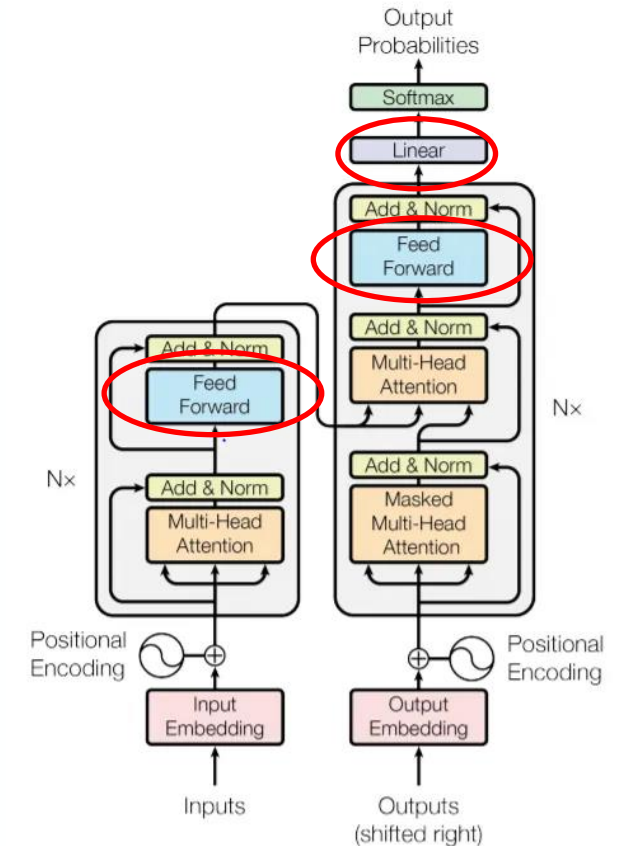 Output
Probabilities
Softmax
Linear
Add & Norm
Feed
Forward
Add & Norm
Multi-Head
Attention
Add & Norm
Masked
Multi-Head
Attention
N×
Add & Norm
Feed
Forward
Add & Norm
Multi-Head
Attention
N×
Positional
Encoding
Positional
Encoding
Input
Embedding
Output
Embedding
Inputs
Outputs
(shifted right)